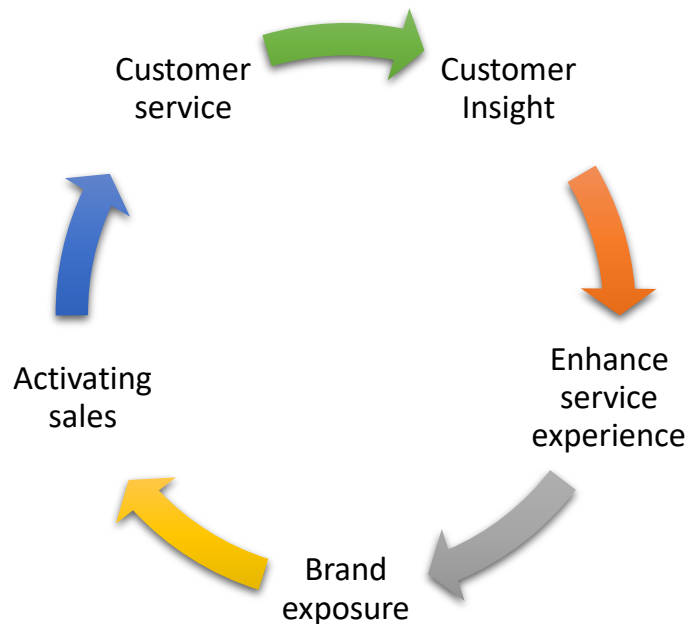 Customer
service
Customer
Insight
Enhance
service
experience
Brand
exposure
Activating
sales